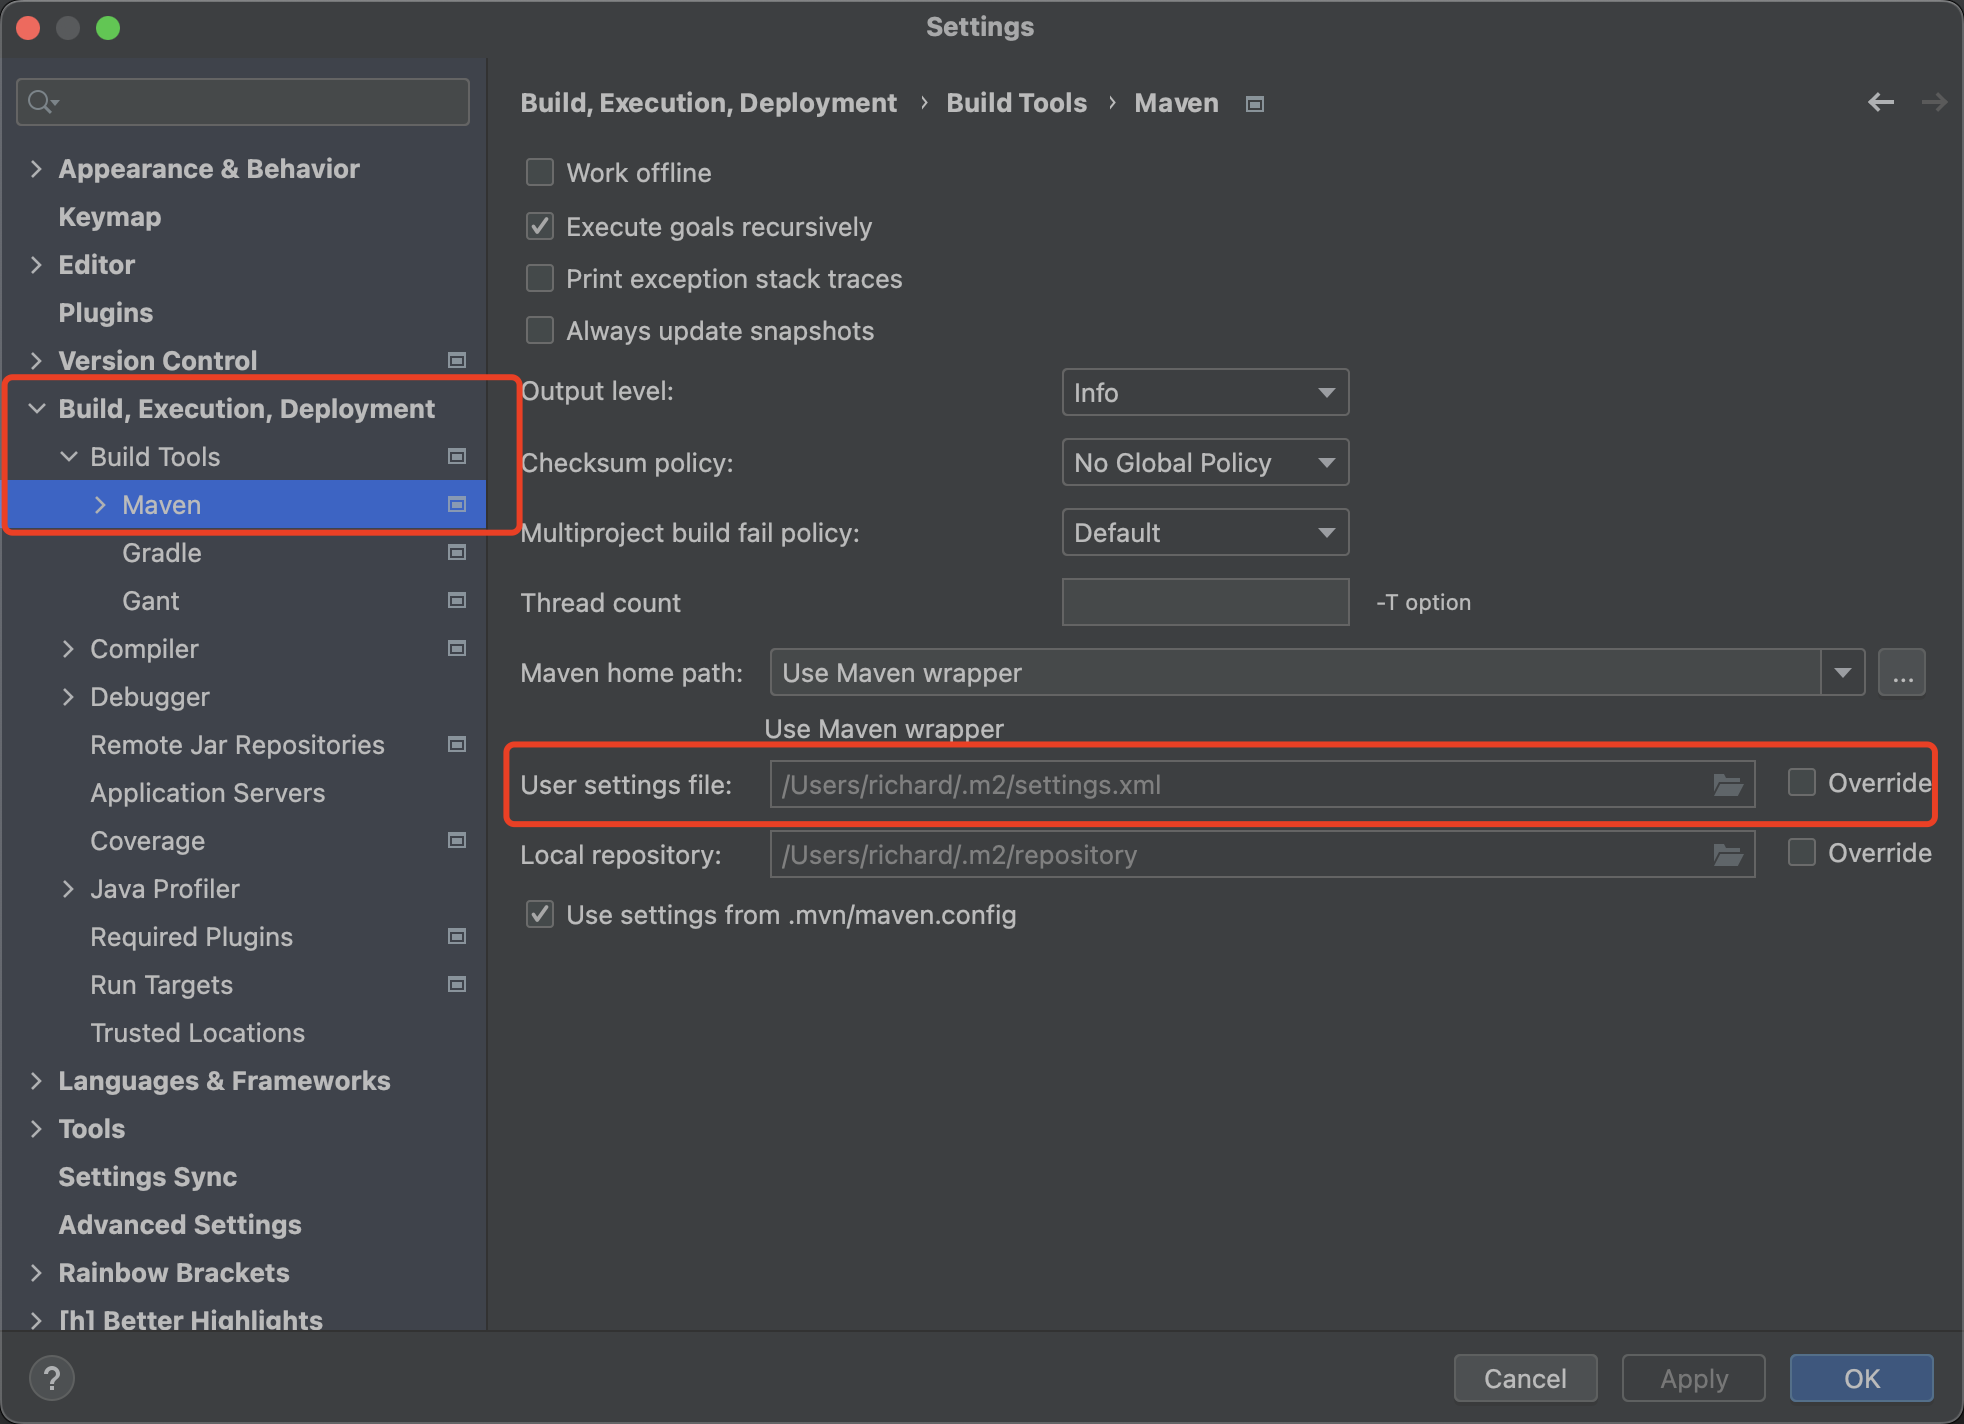 Settings
Appearance & Behavior
Keymap
Editor
Plugins
Version Control
Build, Execution, Deployment
Build Tools
Maven
Gradle
Gant
Compiler
Debugger
Remote Jar Repositories
Application Servers
Coverage
Java Profiler
Required Plugins
Run Targets
Trusted Locations
Languages & Frameworks
Tools
Settings Sync
Advanced Settings
Rainbow Brackets
[h] Better Highlights
Build, Execution, Deployment › Build Tools › Maven
Work offline
Execute goals recursively
Print exception stack traces
Always update snapshots
Output level: Info
Checksum policy: No Global Policy
Multiproject build fail policy: Default
Thread count -T option
Maven home path: Use Maven wrapper ...
Use Maven wrapper
User settings file: /Users/richard/.m2/settings.xml Override
Local repository: /Users/richard/.m2/repository Override
Use settings from .mvn/maven.config
? Cancel Apply OK